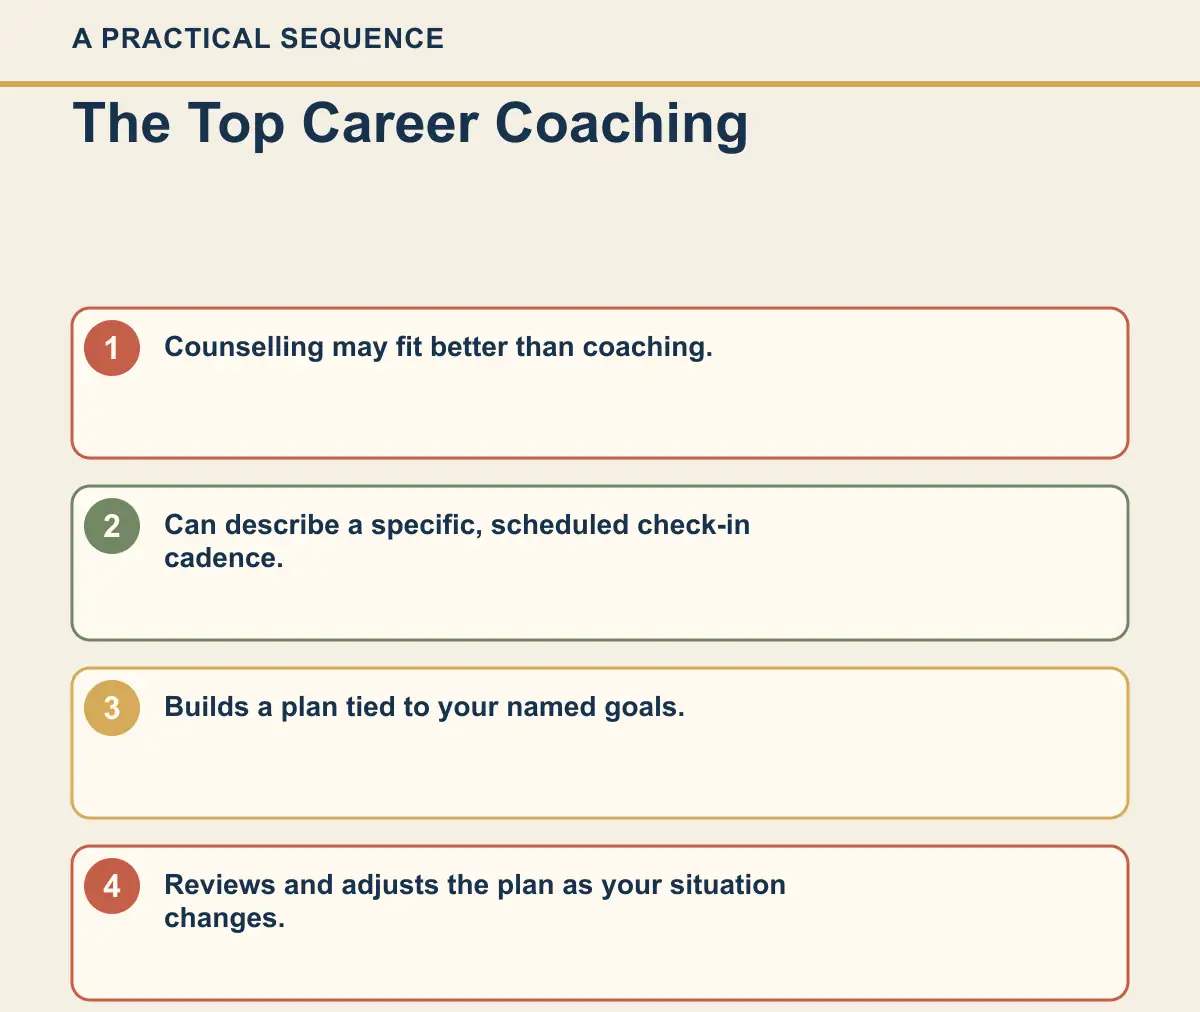 A PRACTICAL SEQUENCE
The Top Career Coaching
1
Counselling may fit better than coaching.
2
Can describe a specific, scheduled check-in
cadence.
3
Builds a plan tied to your named goals.
4
Reviews and adjusts the plan as your situation
changes.